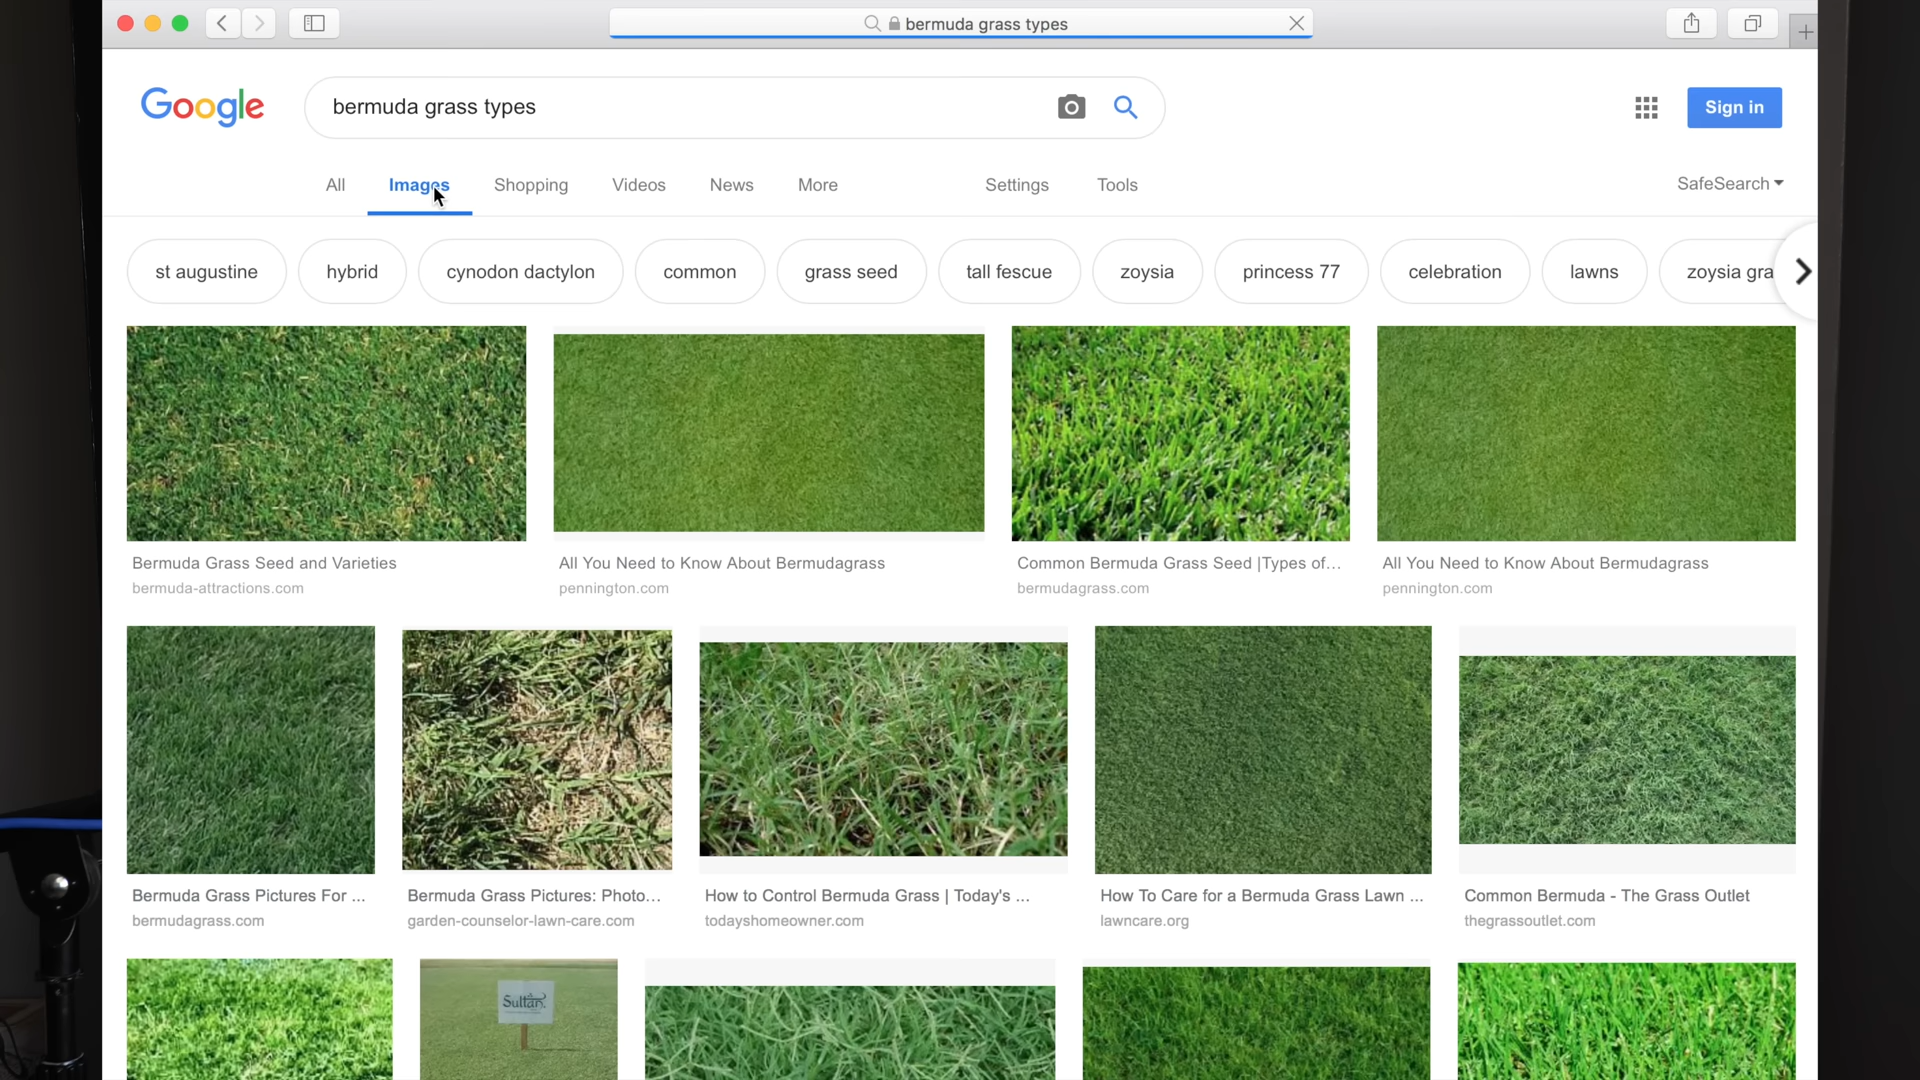 bermuda grass types
Google
bermuda grass types
Sign in
All
Images
Shopping
Videos
News
More
Settings
Tools
SafeSearch
st augustine
hybrid
cynodon dactylon
common
grass seed
tall fescue
zoysia
princess 77
celebration
lawns
zoysia gra
Bermuda Grass Seed and Varieties
bermuda-attractions.com
All You Need to Know About Bermudagrass
pennington.com
Common Bermuda Grass Seed |Types of...
bermudagrass.com
All You Need to Know About Bermudagrass
pennington.com
Bermuda Grass Pictures For ...
bermudagrass.com
Bermuda Grass Pictures: Photo...
garden-counselor-lawn-care.com
How to Control Bermuda Grass | Today's ...
todayshomeowner.com
How To Care for a Bermuda Grass Lawn ...
lawncare.org
Common Bermuda - The Grass Outlet
thegrassoutlet.com
Sultan